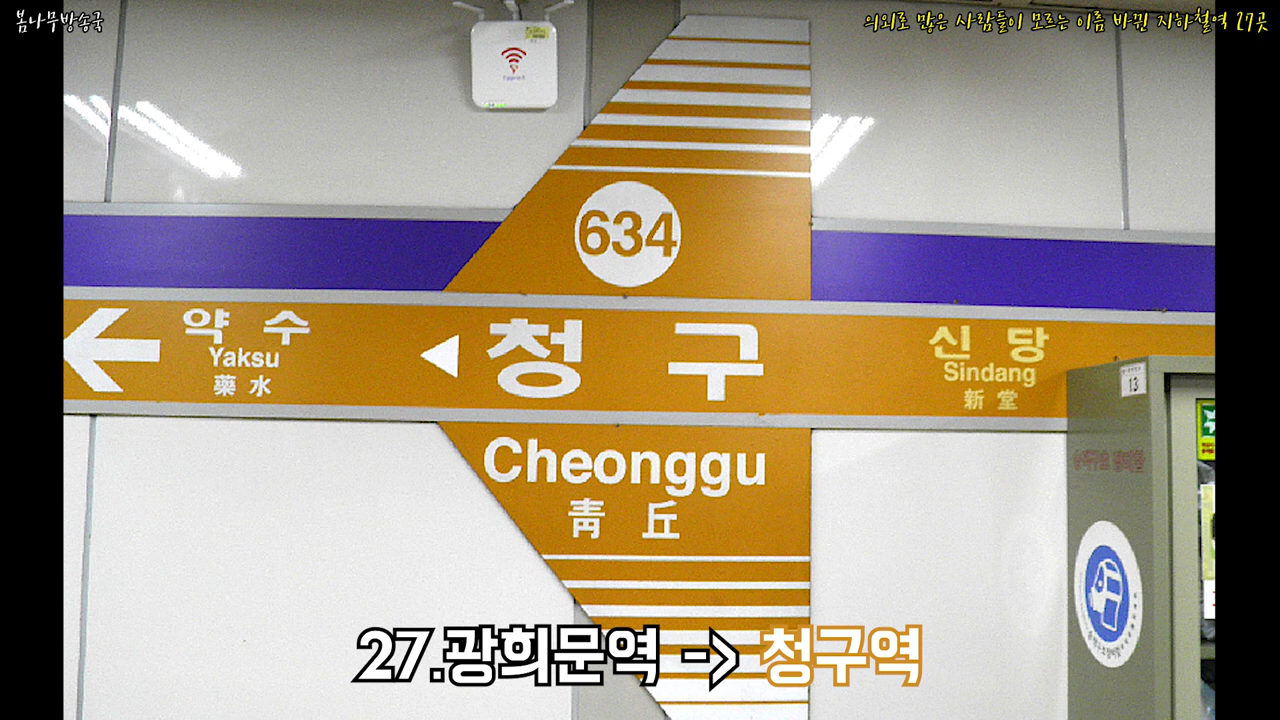 봄나무방송국
의외로 많은 사람들이 모르는 이름 바뀐 지하철역 27곳
634
약 수
Yaksu
藥 水
청 구
Cheonggu
靑 丘
신 당
Sindang
新 堂
13
27.광희문역 -> 청구역